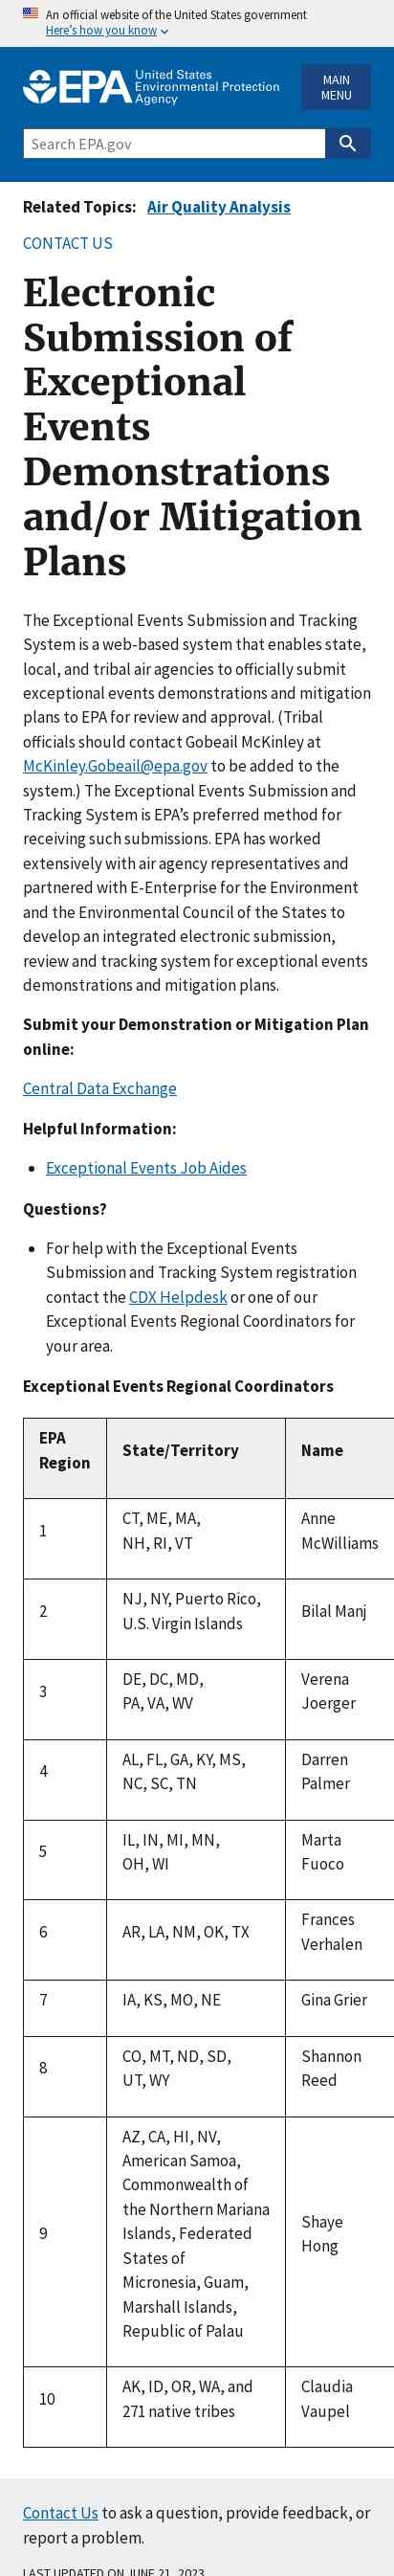 An official website of the United States government
Here's how you know
EPA United States
Environmental Protection
Agency
MAIN
MENU
Search EPA.gov
Related Topics: Air Quality Analysis
CONTACT US
Electronic
Submission of
Exceptional
Events
Demonstrations
and/or Mitigation
Plans
The Exceptional Events Submission and Tracking
System is a web-based system that enables state,
local, and tribal air agencies to officially submit
exceptional events demonstrations and mitigation
plans to EPA for review and approval. (Tribal
officials should contact Gobeail McKinley at
McKinley.Gobeail@epa.gov to be added to the
system.) The Exceptional Events Submission and
Tracking System is EPA's preferred method for
receiving such submissions. EPA has worked
extensively with air agency representatives and
partnered with E-Enterprise for the Environment
and the Environmental Council of the States to
develop an integrated electronic submission,
review and tracking system for exceptional events
demonstrations and mitigation plans.
Submit your Demonstration or Mitigation Plan
online:
Central Data Exchange
Helpful Information:
Exceptional Events Job Aides
Questions?
For help with the Exceptional Events
Submission and Tracking System registration
contact the CDX Helpdesk or one of our
Exceptional Events Regional Coordinators for
your area.
Exceptional Events Regional Coordinators
EPA
Region
State/Territory
Name
1
CT, ME, MA,
NH, RI, VT
Anne
McWilliams
2
NJ, NY, Puerto Rico,
U.S. Virgin Islands
Bilal Manj
3
DE, DC, MD,
PA, VA, WV
Verena
Joerger
4
AL, FL, GA, KY, MS,
NC, SC, TN
Darren
Palmer
5
IL, IN, MI, MN,
OH, WI
Marta
Fuoco
6
AR, LA, NM, OK, TX
Frances
Verhalen
7
IA, KS, MO, NE
Gina Grier
8
CO, MT, ND, SD,
UT, WY
Shannon
Reed
9
AZ, CA, HI, NV,
American Samoa,
Commonwealth of
the Northern Mariana
Islands, Federated
States of
Micronesia, Guam,
Marshall Islands,
Republic of Palau
Shaye
Hong
10
AK, ID, OR, WA, and
271 native tribes
Claudia
Vaupel
Contact Us to ask a question, provide feedback, or
report a problem.
LAST UPDATED ON JUNE 21, 2023